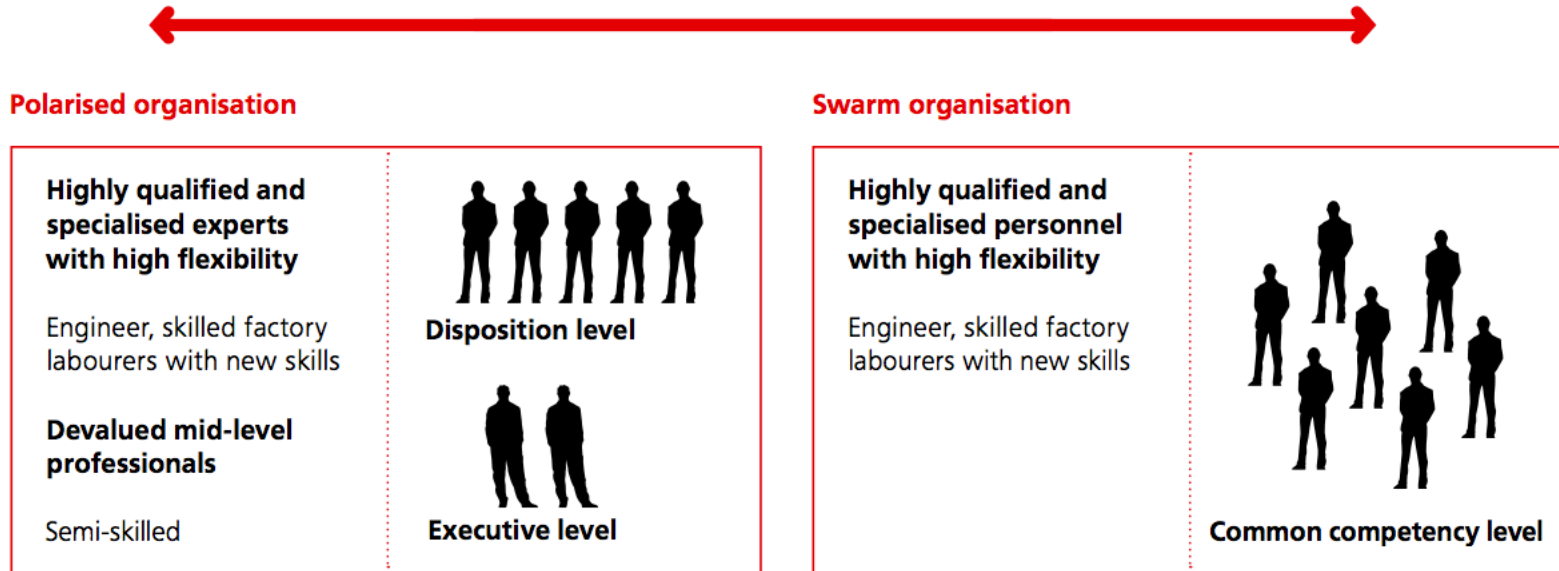 Polarised organisation
Highly qualified and
specialised experts
with high flexibility
Engineer, skilled factory
labourers with new skills
Devalued mid-level
professionals
Semi-skilled
Disposition level
Executive level
Swarm organisation
Highly qualified and
specialised personnel
with high flexibility
Engineer, skilled factory
labourers with new skills
Common competency level